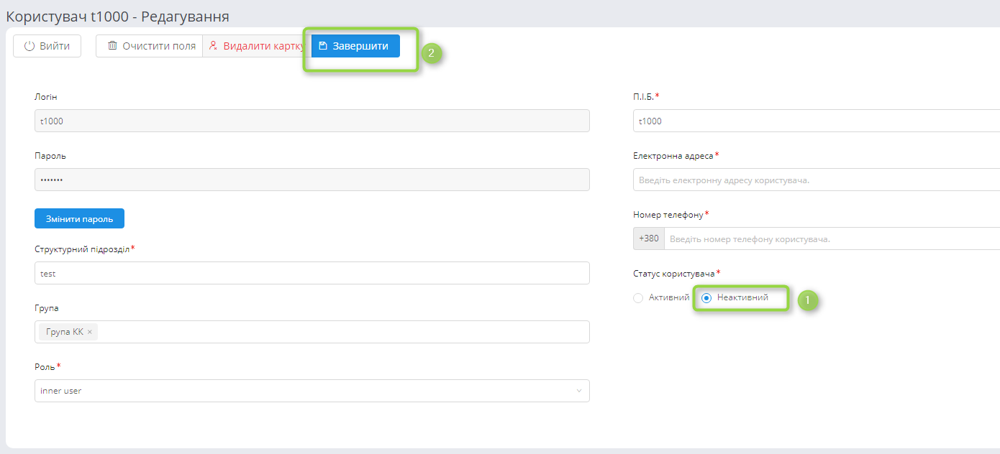 Користувач t1000 - Редагування
Вийти
Очистити поля
Видалити картку
Завершити
2
Логін
t1000
Пароль
•••••••
Змінити пароль
Структурний підрозділ*
test
Група
Група КК ×
Роль*
inner user
П.І.Б.*
t1000
Електронна адреса*
Введіть електронну адресу користувача.
Номер телефону*
+380 Введіть номер телефону користувача.
Статус користувача*
Активний Неактивний
1